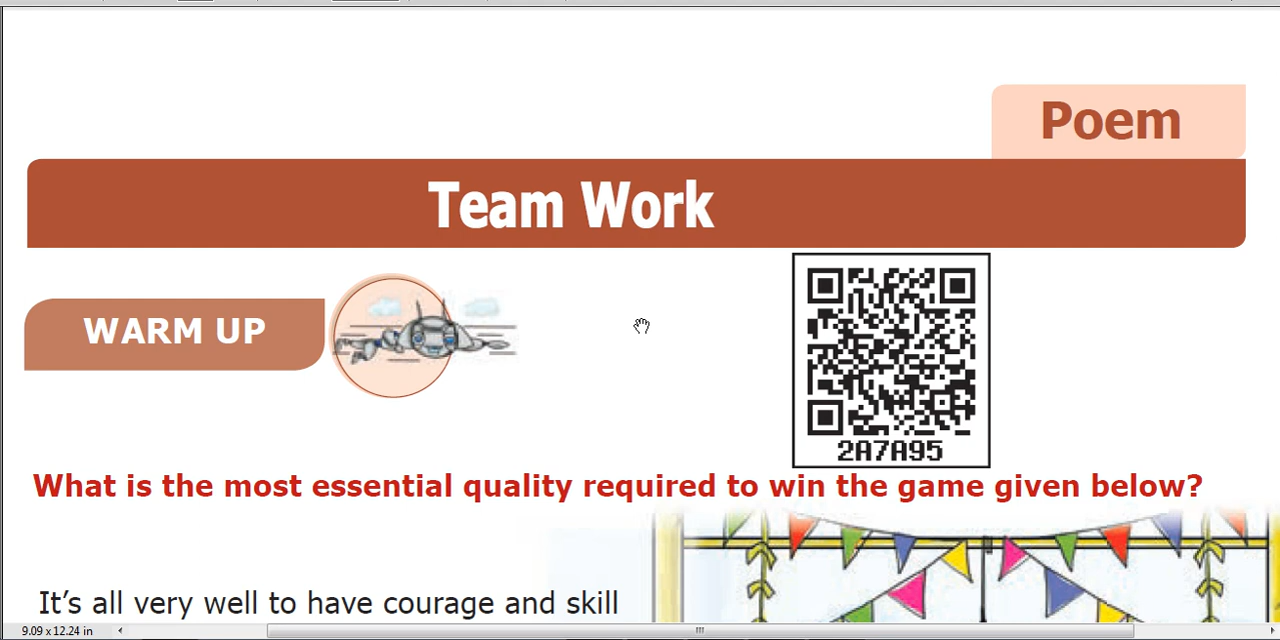 Poem
Team Work
WARM UP
2A7A95
What is the most essential quality required to win the game given below?
It's all very well to have courage and skill
9.09 x 12.24 in